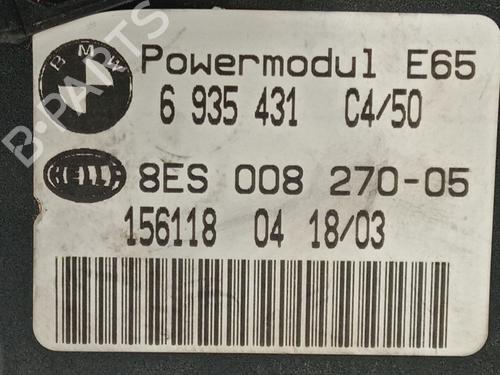 BMW
Powermodul E65
6 935 431 C4/50
HELLA
8ES 008 270-05
156118 04 18/03
B-PARTS